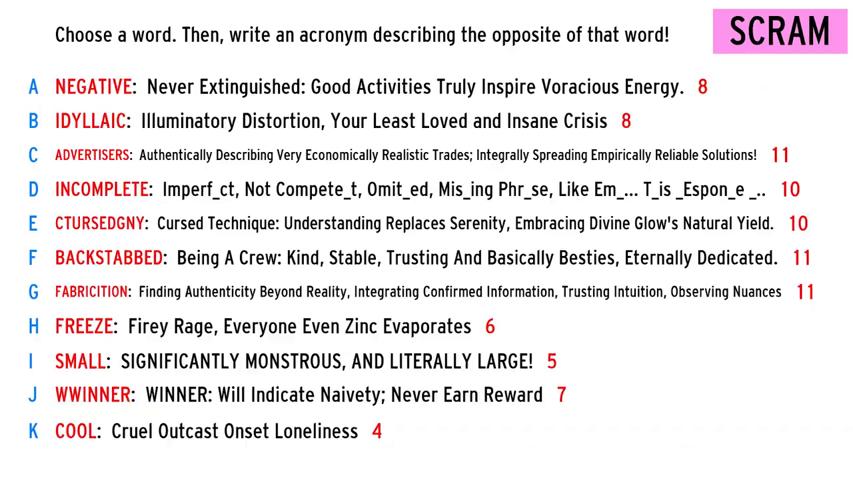 Choose a word. Then, write an acronym describing the opposite of that word!
SCRAM
A NEGATIVE: Never Extinguished: Good Activities Truly Inspire Voracious Energy. 8
B IDYLLAIC: Illuminatory Distortion, Your Least Loved and Insane Crisis 8
C ADVERTISERS: Authentically Describing Very Economically Realistic Trades; Integrally Spreading Empirically Reliable Solutions! 11
D INCOMPLETE: Imperf_ct, Not Compete_t, Omit_ed, Mis_ing Phr_se, Like Em_... T_is _Espon_e _.. 10
E CTURSEDGNY: Cursed Technique: Understanding Replaces Serenity, Embracing Divine Glow's Natural Yield. 10
F BACKSTABBED: Being A Crew: Kind, Stable, Trusting And Basically Besties, Eternally Dedicated. 11
G FABRICITION: Finding Authenticity Beyond Reality, Integrating Confirmed Information, Trusting Intuition, Observing Nuances 11
H FREEZE: Firey Rage, Everyone Even Zinc Evaporates 6
I SMALL: SIGNIFICANTLY MONSTROUS, AND LITERALLY LARGE! 5
J WWINNER: WINNER: Will Indicate Naivety; Never Earn Reward 7
K COOL: Cruel Outcast Onset Loneliness 4